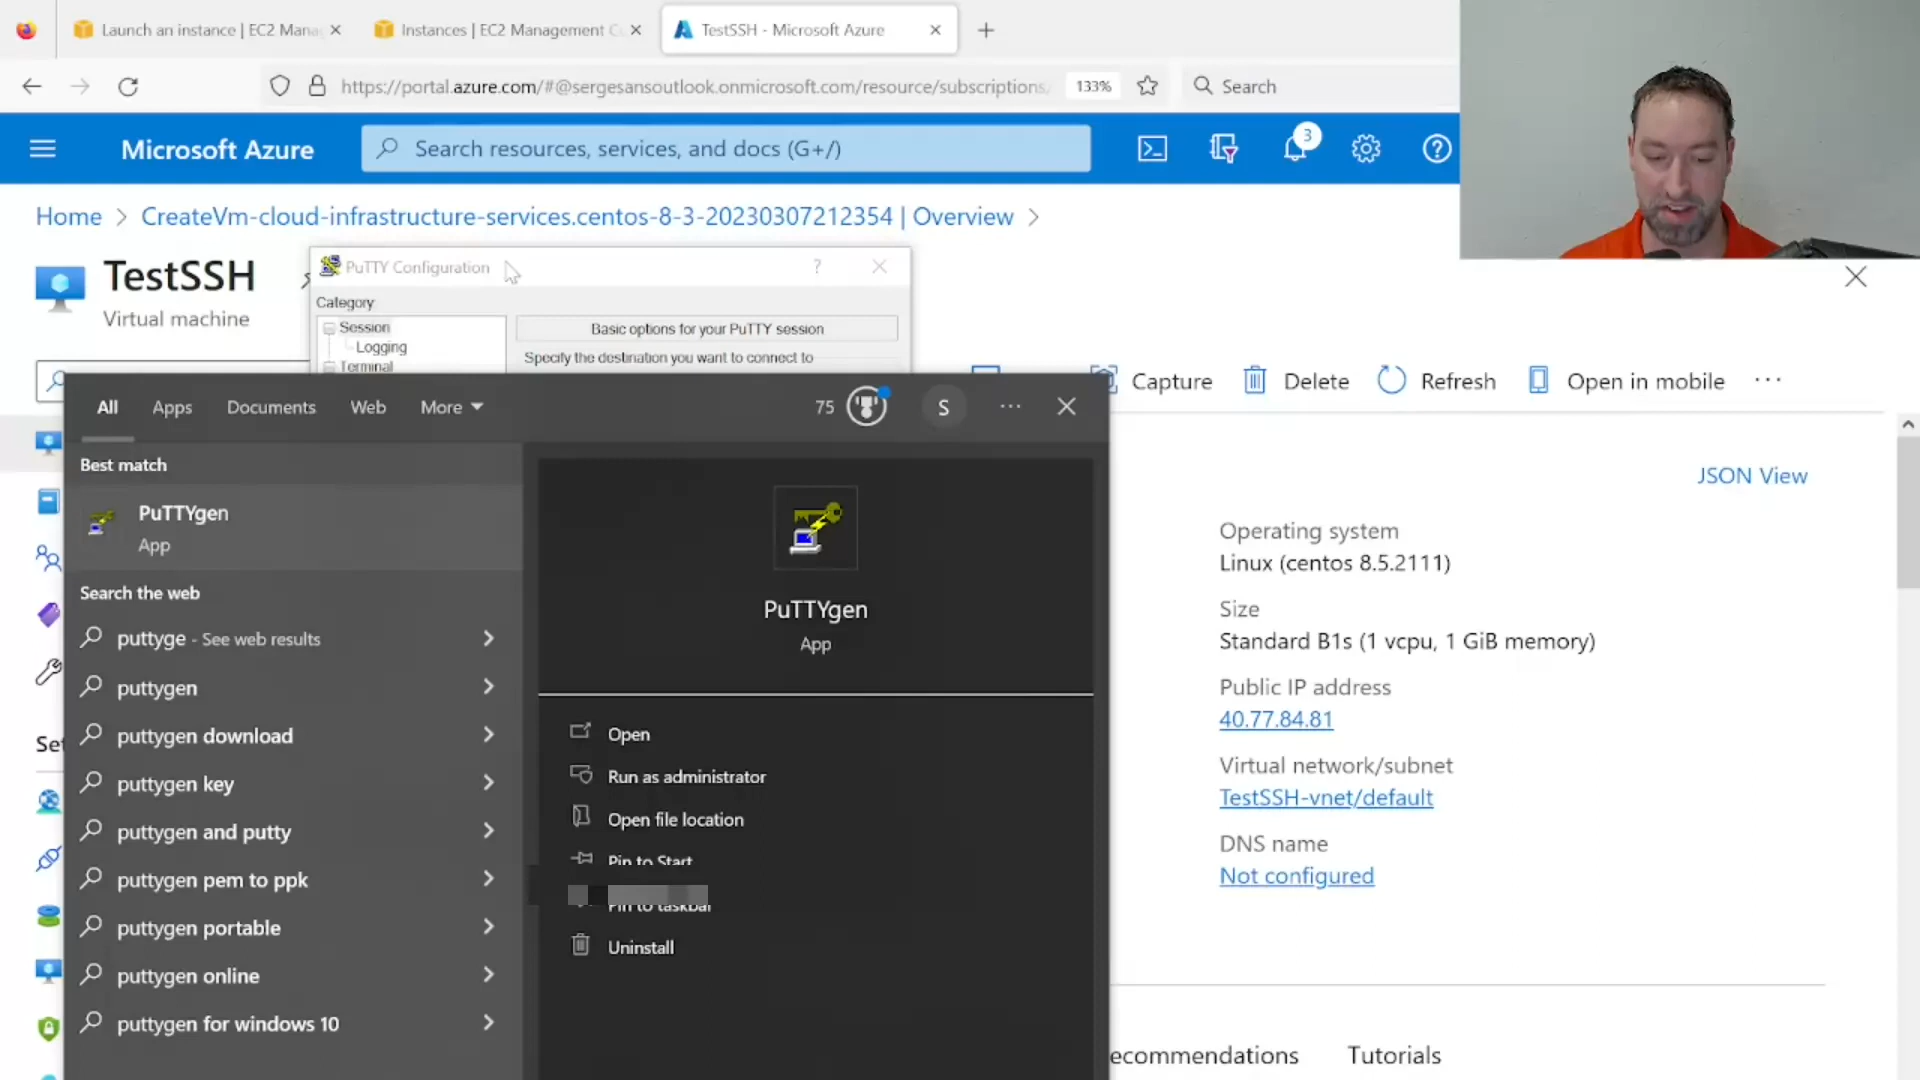 Launch an instance | EC2 Mana
Instances | EC2 Management C
TestSSH - Microsoft Azure
https://portal.azure.com/#@sergesansoutlook.onmicrosoft.com/resource/subscriptions/
133%
Search
Microsoft Azure
Search resources, services, and docs (G+/)
3
Home > CreateVm-cloud-infrastructure-services.centos-8-3-20230307212354 | Overview >
TestSSH
Virtual machine
PuTTY Configuration
Category
Session
Logging
Terminal
Basic options for your PuTTY session
Specify the destination you want to connect to
Capture
Delete
Refresh
Open in mobile
All
Apps
Documents
Web
More
75
S
Best match
PuTTYgen
App
Search the web
puttyge - See web results
puttygen
puttygen download
puttygen key
puttygen and putty
puttygen pem to ppk
puttygen portable
puttygen online
puttygen for windows 10
PuTTYgen
App
Open
Run as administrator
Open file location
Pin to Start
Pin to taskbar
Uninstall
Set
JSON View
Operating system
Linux (centos 8.5.2111)
Size
Standard B1s (1 vcpu, 1 GiB memory)
Public IP address
40.77.84.81
Virtual network/subnet
TestSSH-vnet/default
DNS name
Not configured
ecommendations
Tutorials